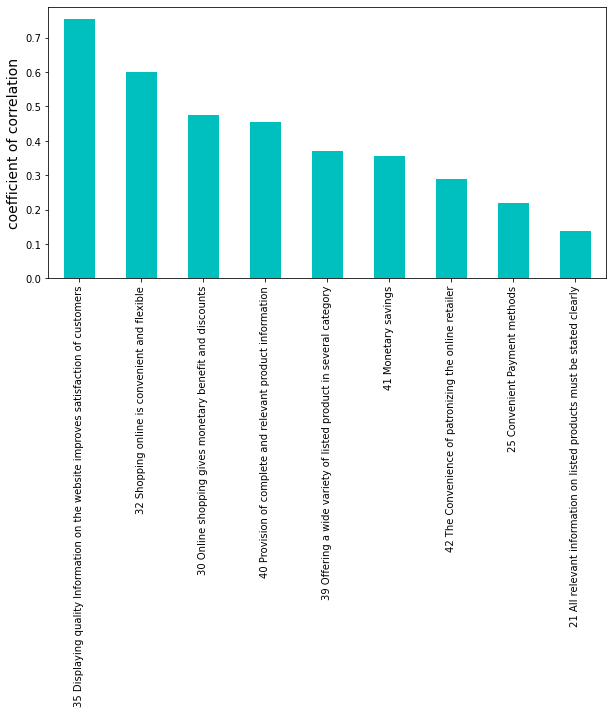 coefficient of correlation
0.7
0.6
0.5
0.4
0.3
0.2
0.1
0.0
35 Displaying quality Information on the website improves satisfaction of customers
32 Shopping online is convenient and flexible
30 Online shopping gives monetary benefit and discounts
40 Provision of complete and relevant product information
39 Offering a wide variety of listed product in several category
41 Monetary savings
42 The Convenience of patronizing the online retailer
25 Convenient Payment methods
21 All relevant information on listed products must be stated clearly